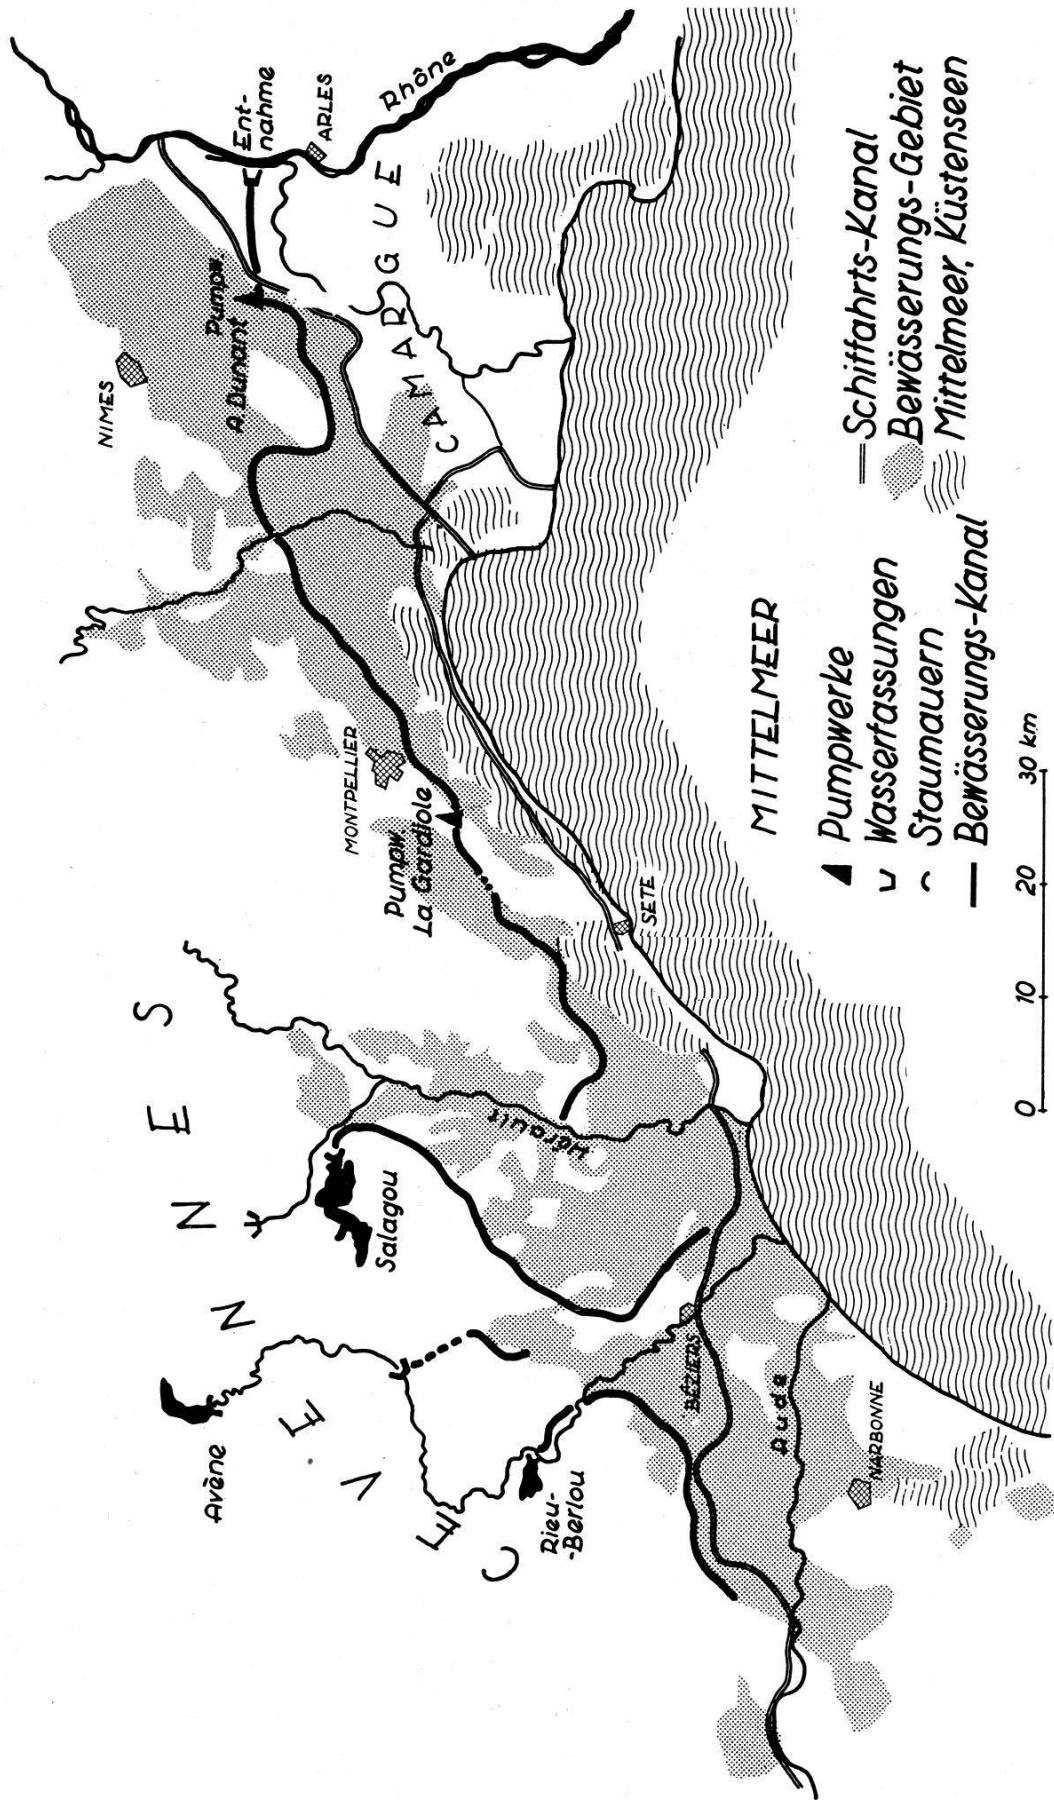 CEVENNES
Avène
Salagou
Rieu-
-Berlou
Hérault
BÉZIERS
Aude
NARBONNE
MONTPELLIER
Pumpw
La Gardiole
SETE
NIMES
Pumpw
A.Dunant
Ent-
nahme
ARLES
Rhône
CAMARGUE
MITTELMEER
Pumpwerke
Wasserfassungen
Staumauern
Bewässerungs-Kanal
Schiffahrts-Kanal
Bewässerungs-Gebiet
Mittelmeer, Küstenseen
0 10 20 30 km